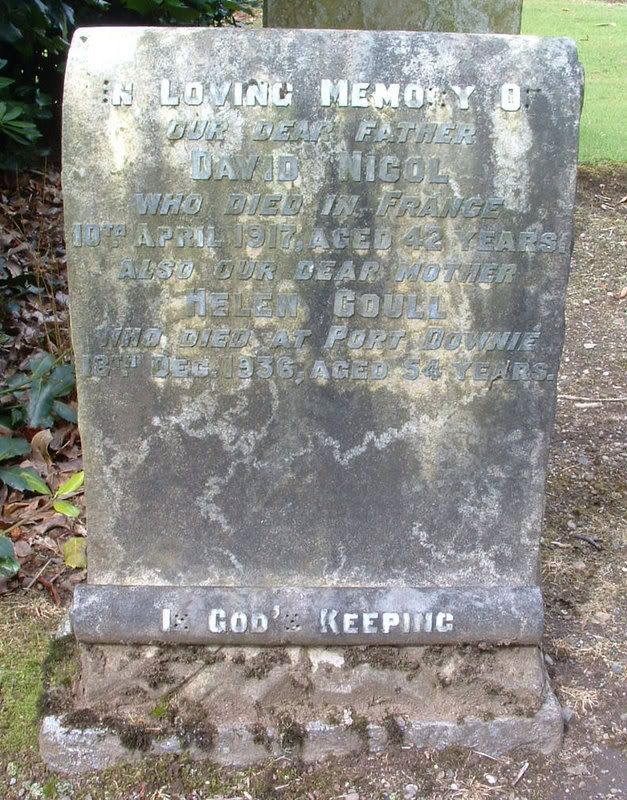 IN LOVING MEMORY OF
OUR DEAR FATHER
DAVID NICOL
WHO DIED IN FRANCE
10TH APRIL 1917, AGED 42 YEARS.
ALSO OUR DEAR MOTHER
HELEN GOULL
WHO DIED AT PORT DOWNIE
18TH DEC. 1936, AGED 54 YEARS.
IN GOD'S KEEPING